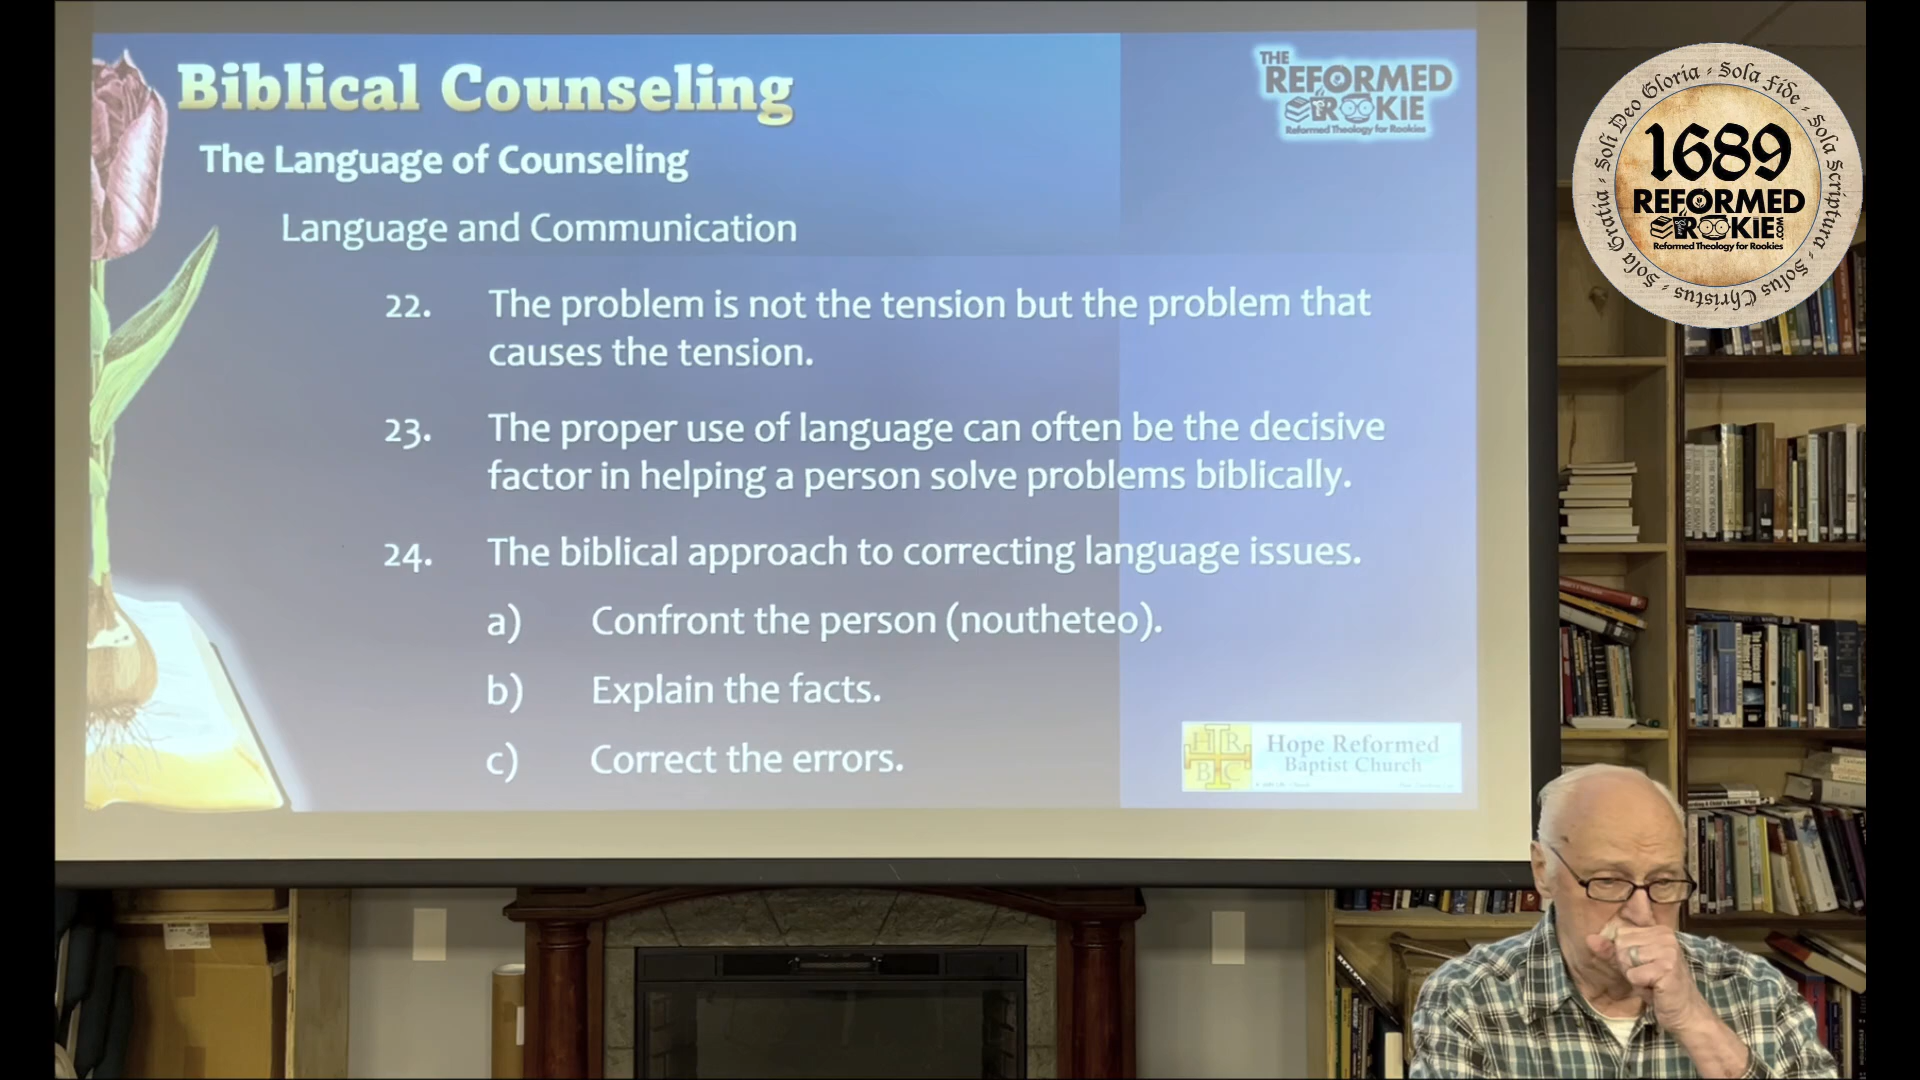 Biblical Counseling
The Language of Counseling
Language and Communication
22. The problem is not the tension but the problem that
causes the tension.
23. The proper use of language can often be the decisive
factor in helping a person solve problems biblically.
24. The biblical approach to correcting language issues.
a) Confront the person (noutheteo).
b) Explain the facts.
c) Correct the errors.
THE
REFORMED
ROOKIE
Reformed Theology for Rookies
HRBC
Hope Reformed
Baptist Church
Sola Gratia - Soli Deo Gloria - Sola Fide - Sola Scriptura - Solus Christus -
1689
REFORMED
ROOKIE.COM
Reformed Theology for Rookies